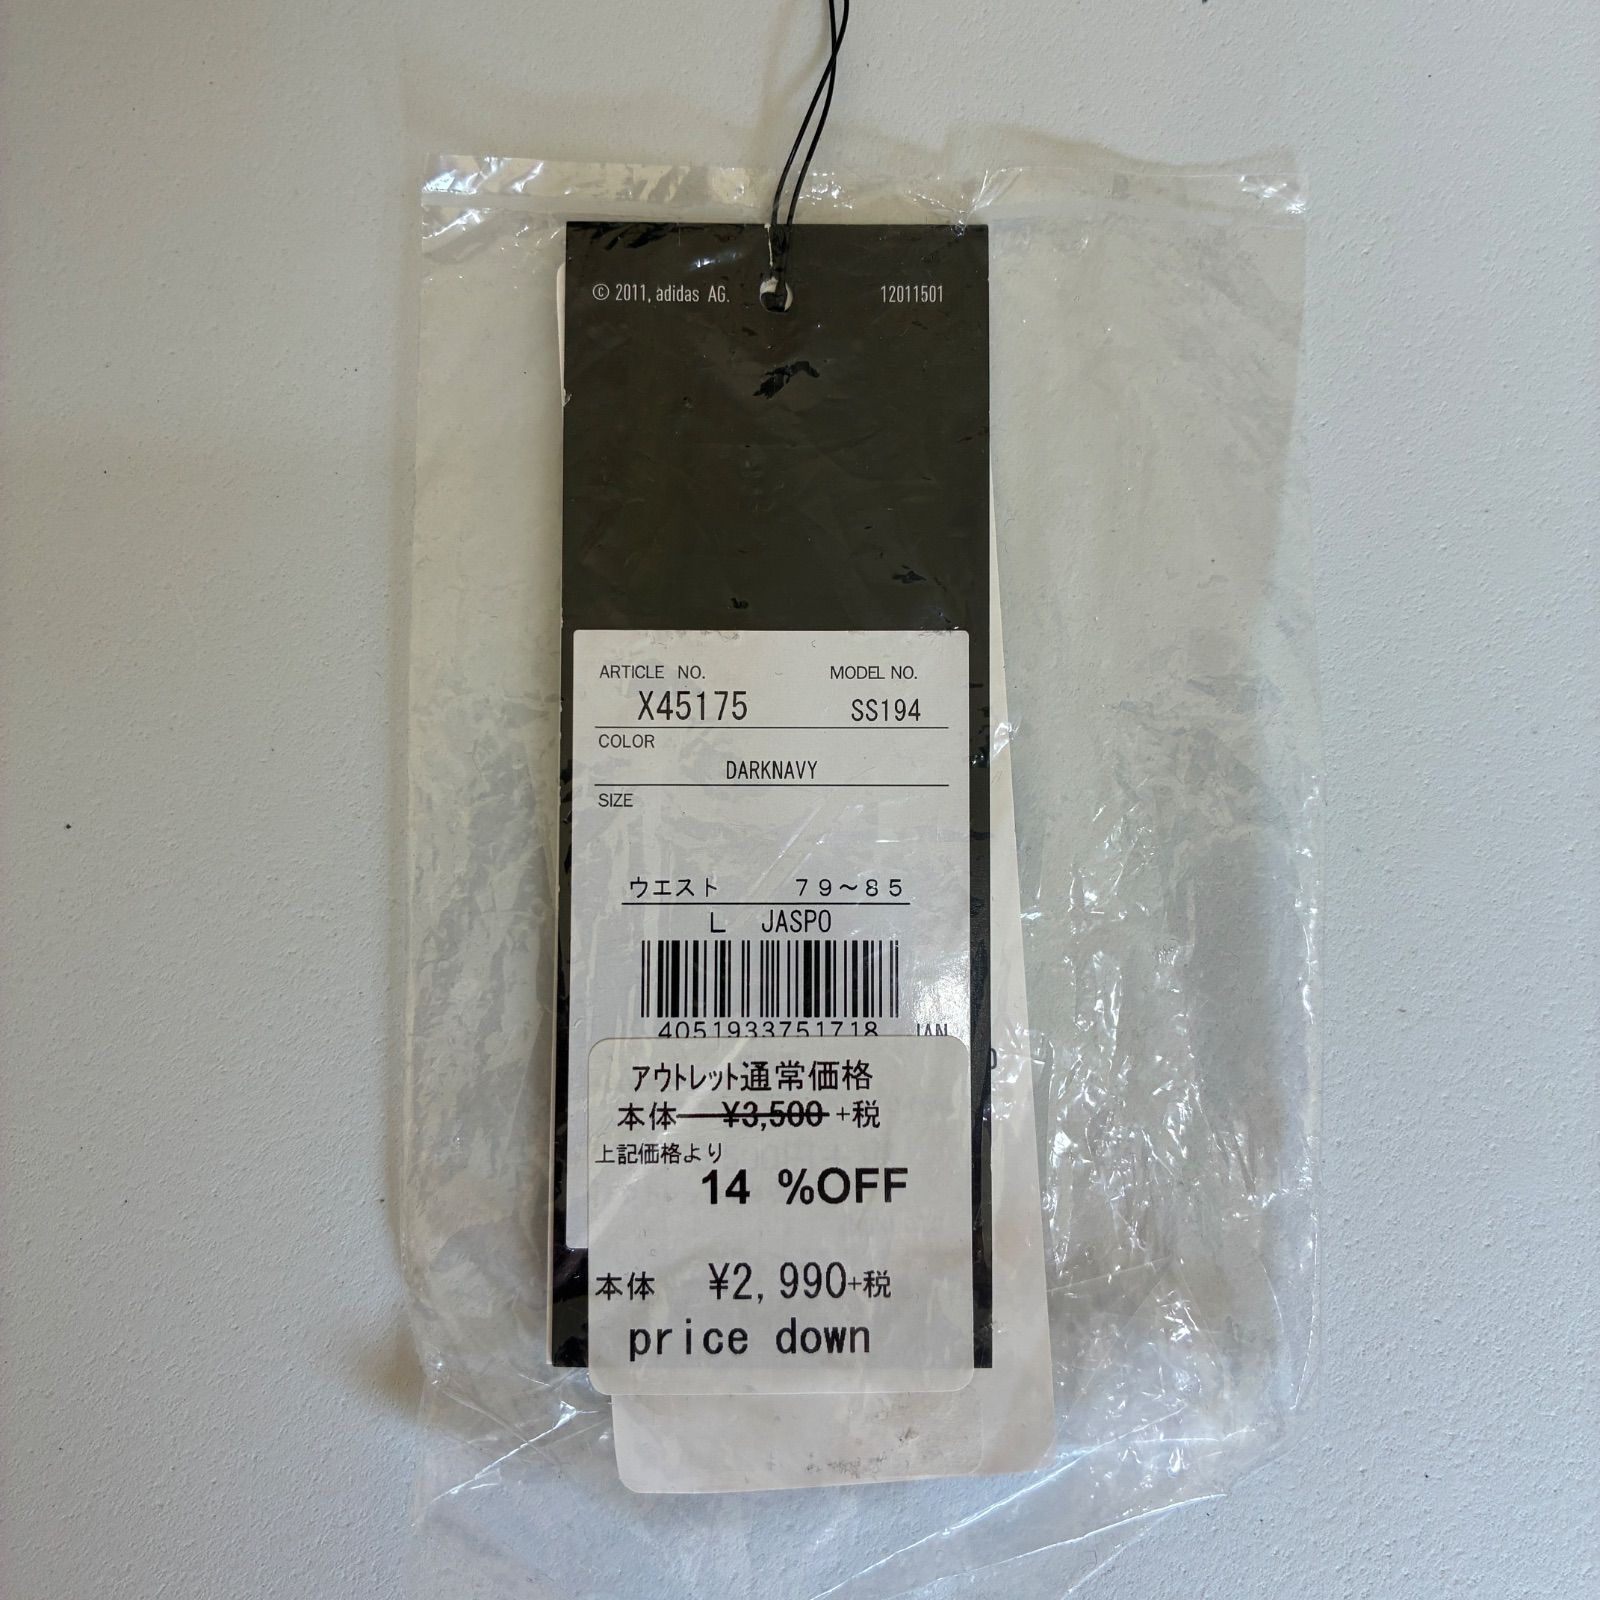 © 2011, adidas AG. 12011501
ARTICLE NO. MODEL NO.
X45175 SS194
COLOR
DARKNAVY
SIZE
ウエスト 79～85
L JASPO
4051933751718 JAN
アウトレット通常価格
本体 ¥3,500 +税
上記価格より
14 %OFF
本体 ¥2,990+税
price down